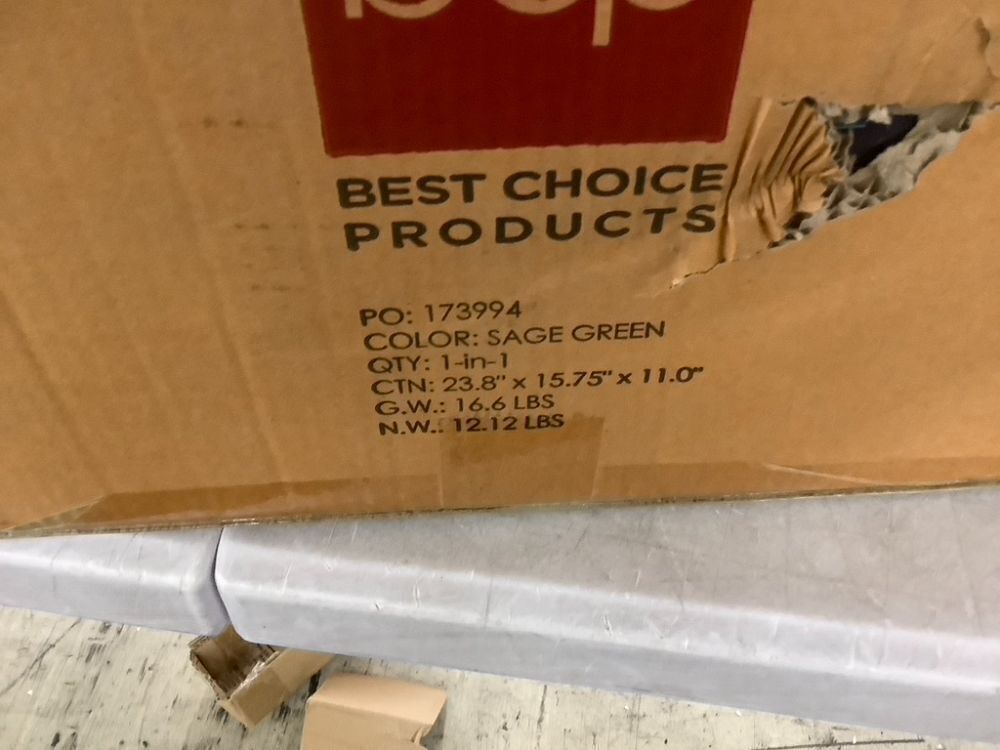 bcp
BEST CHOICE
PRODUCTS
PO: 173994
COLOR: SAGE GREEN
QTY: 1-in-1
CTN: 23.8" x 15.75" x 11.0"
G.W.: 16.6 LBS
N.W.: 12.12 LBS